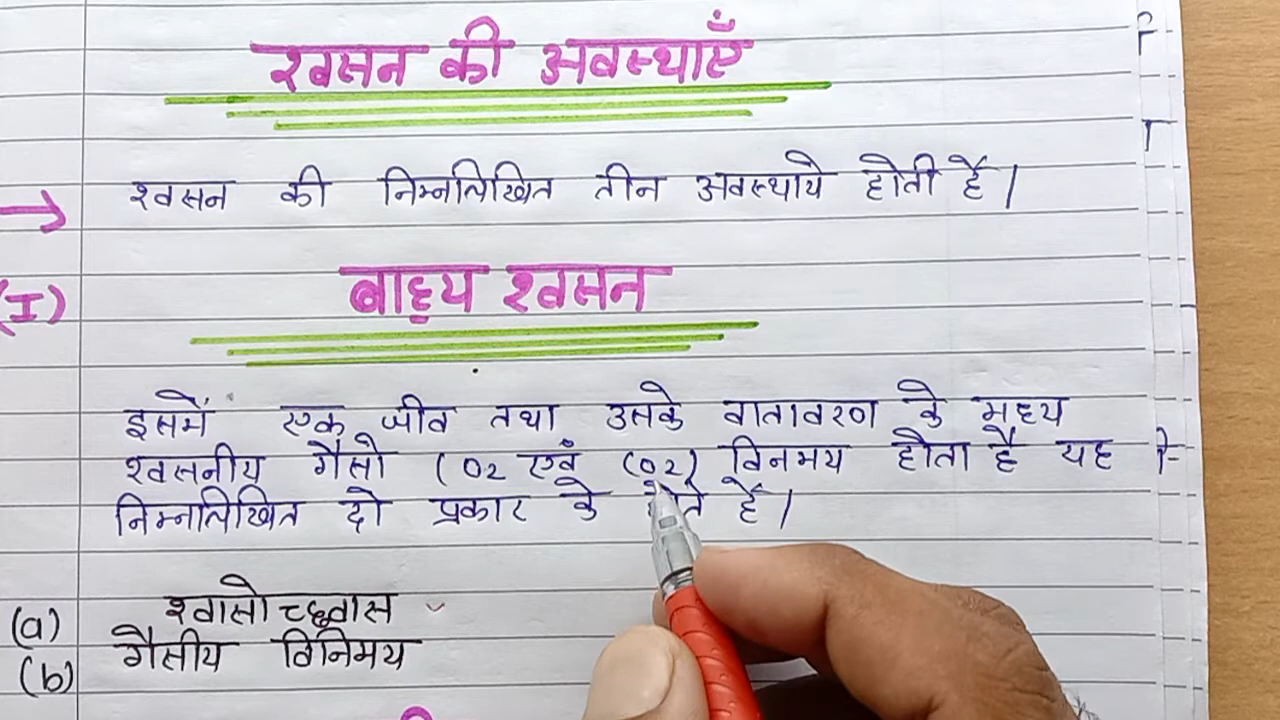 श्वसन की अवस्थाएँ
श्वसन की निम्नलिखित तीन अवस्थाये होती हैं।
(I) बाह्य श्वसन
इसमें एक जीव तथा उसके वातावरण के मध्य
श्वसनीय गैसो (O2 एवं CO2) विनमय होता है यह
निम्नलिखित दो प्रकार के होते हैं।
(a) श्वासोच्छ्वास
(b) गैसीय विनिमय